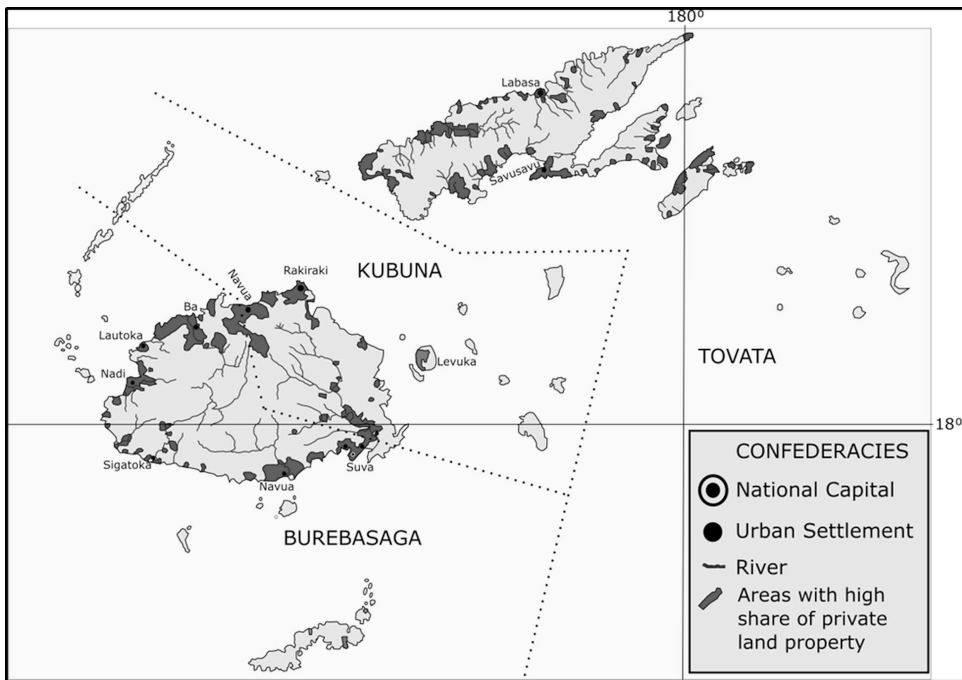 180⁰
Labasa
Savusavu
KUBUNA
Rakiraki
Navua
Ba
Lautoka
Levuka
TOVATA
Nadi
18⁰
Sigatoka
Suva
Navua
BUREBASAGA
CONFEDERACIES
National Capital
Urban Settlement
River
Areas with high
share of private
land property